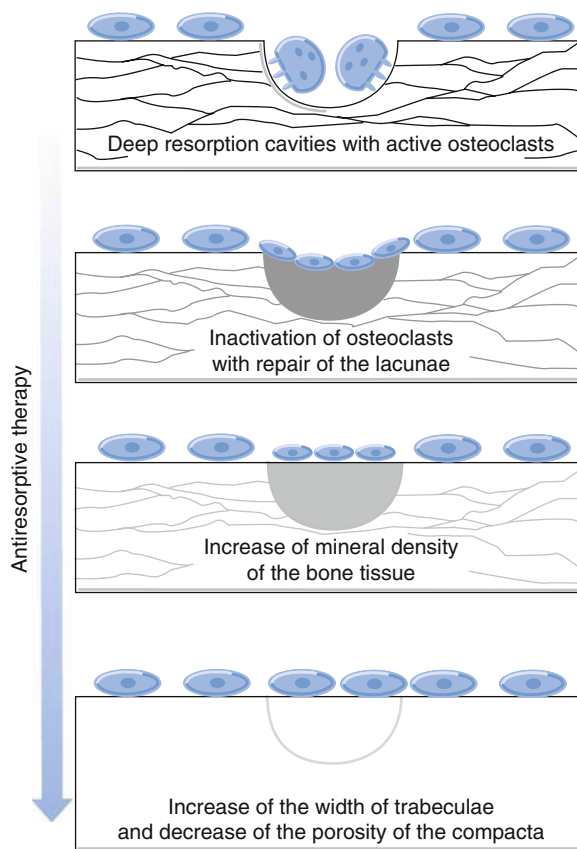 Deep resorption cavities with active osteoclasts
Inactivation of osteoclasts
with repair of the lacunae
Antiresorptive therapy
Increase of mineral density
of the bone tissue
Increase of the width of trabeculae
and decrease of the porosity of the compacta